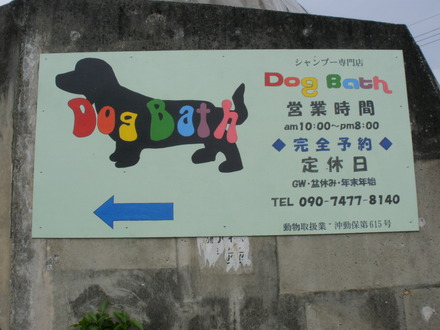 Dog Bath
シャンプー専門店
Dog Bath
営業時間
am10:00～pm8:00
◆完全予約◆
定休日
GW・盆休み・年末年始
TEL 090-7477-8140
動物取扱業 沖動保第615号